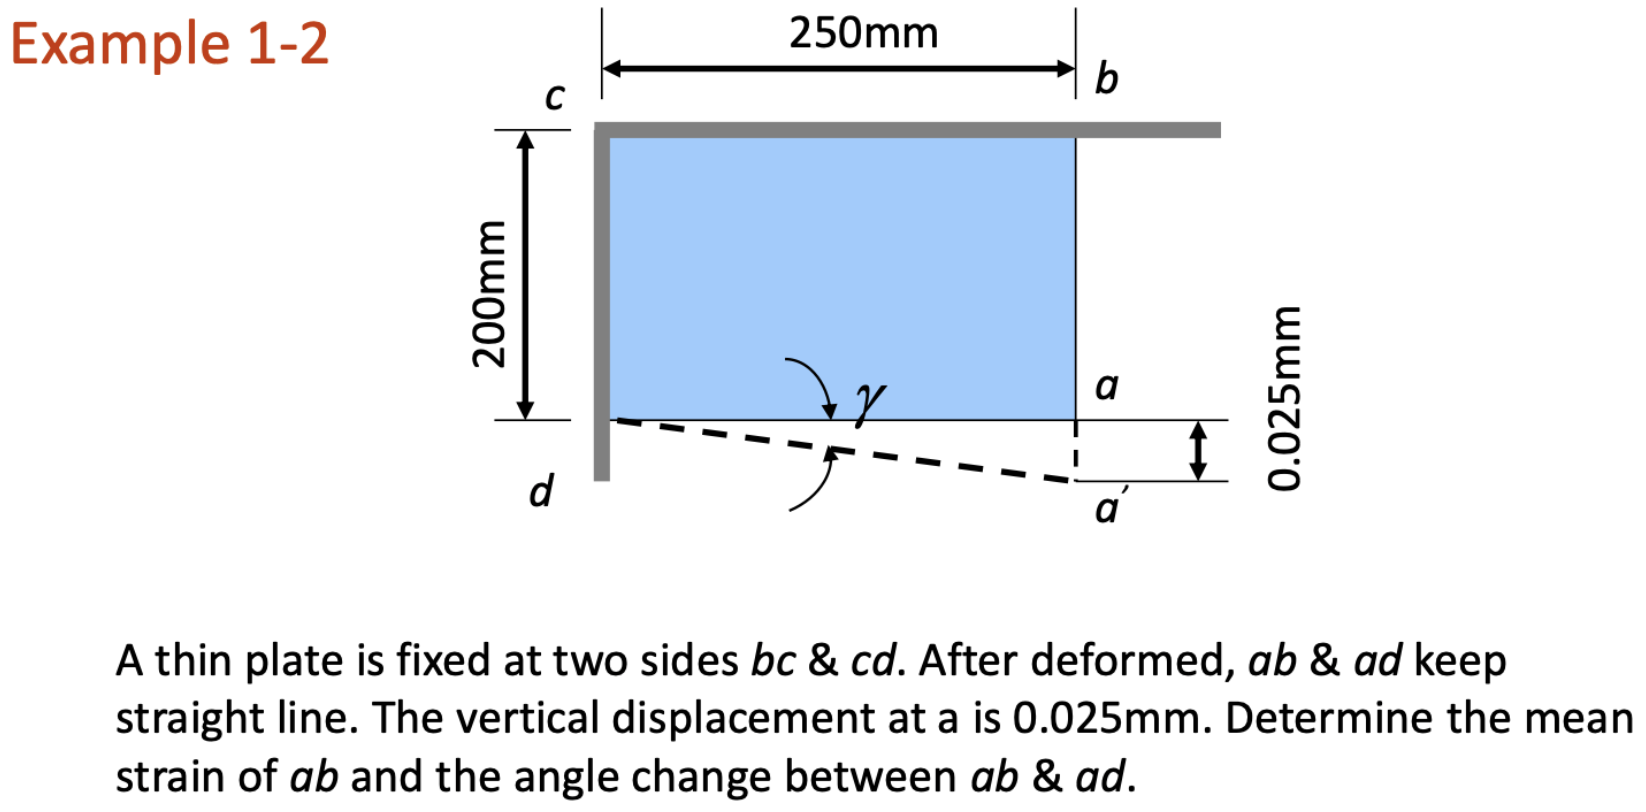 Example 1-2
250mm
b
c
200mm
a
γ
0.025mm
d
a′
A thin plate is fixed at two sides bc & cd. After deformed, ab & ad keep
straight line. The vertical displacement at a is 0.025mm. Determine the mean
strain of ab and the angle change between ab & ad.